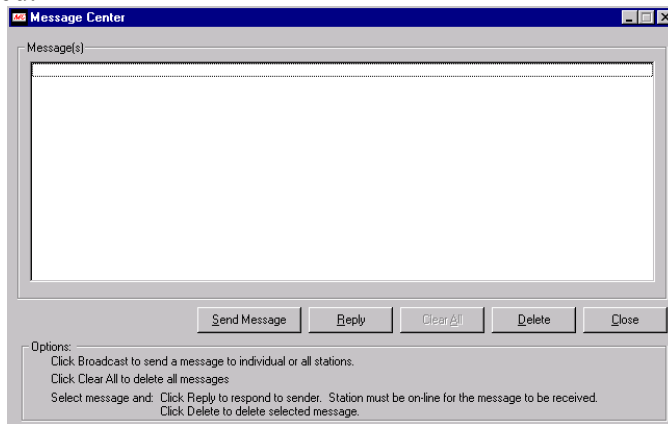 Message Center
Message(s)
Send Message Reply Clear All Delete Close
Options:
Click Broadcast to send a message to individual or all stations.
Click Clear All to delete all messages
Select message and: Click Reply to respond to sender. Station must be on-line for the message to be received.
Click Delete to delete selected message.